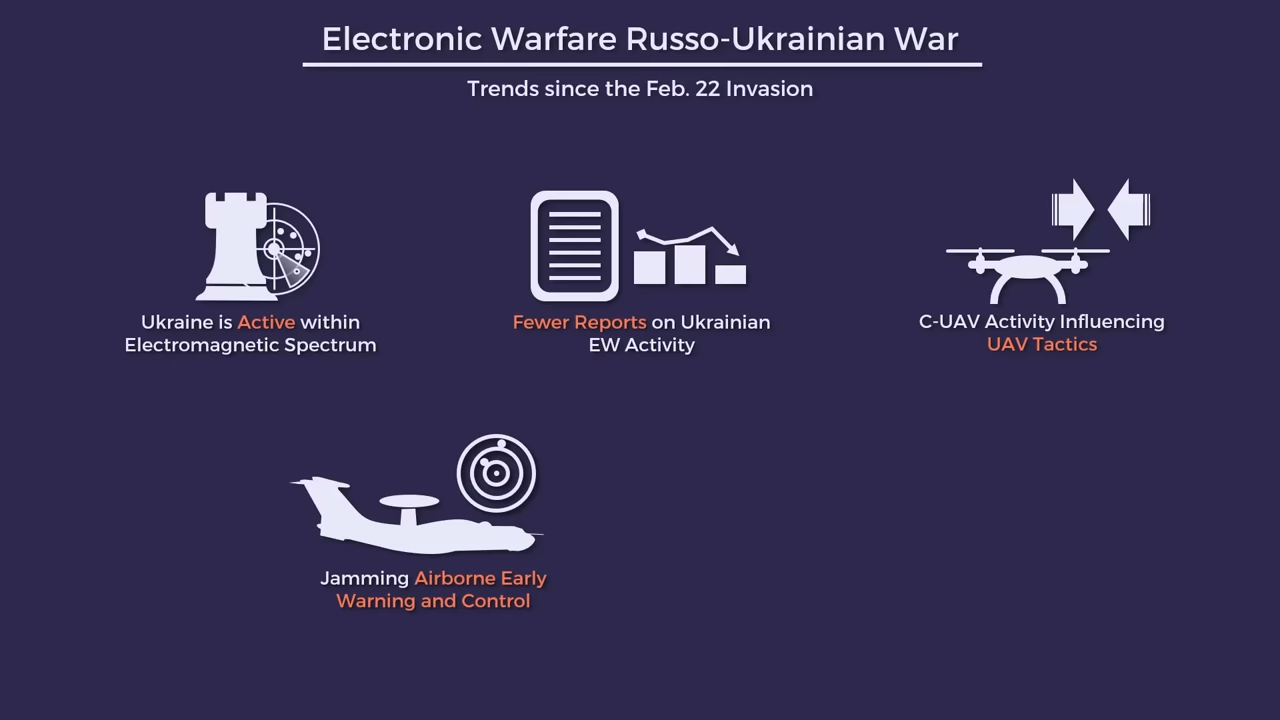 Electronic Warfare Russo-Ukrainian War
Trends since the Feb. 22 Invasion
Ukraine is Active within
Electromagnetic Spectrum
Fewer Reports on Ukrainian
EW Activity
C-UAV Activity Influencing
UAV Tactics
Jamming Airborne Early
Warning and Control